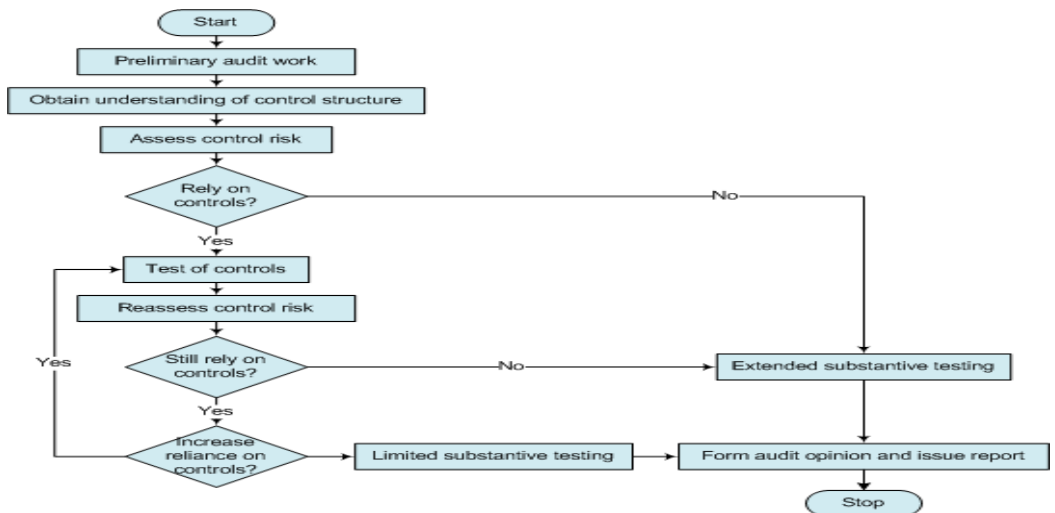 Start
Preliminary audit work
Obtain understanding of control structure
Assess control risk
Rely on
controls?
No
Yes
Test of controls
Reassess control risk
Yes
Still rely on
controls?
No
Extended substantive testing
Yes
Increase
reliance on
controls?
Limited substantive testing
Form audit opinion and issue report
Stop